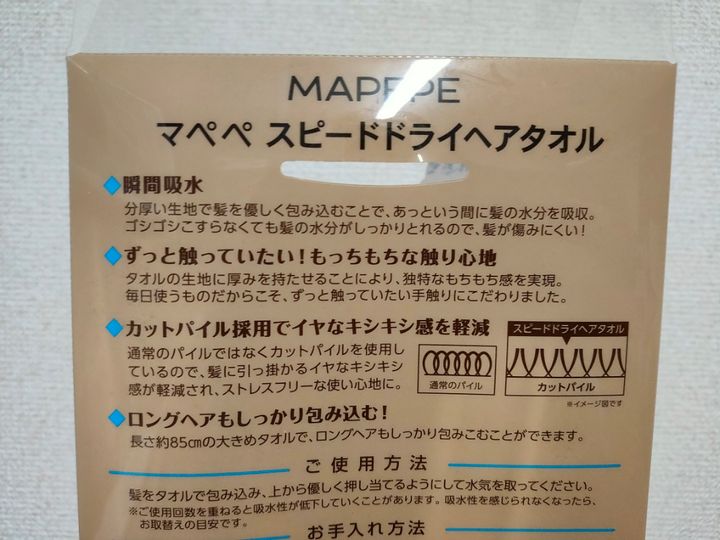 MAPEPE
マペペ スピードドライヘアタオル
瞬間吸水
分厚い生地で髪を優しく包み込むことで、あっという間に髪の水分を吸収。
ゴシゴシこすらなくても髪の水分がしっかりとれるので、髪が傷みにくい!
ずっと触っていたい!もっちもちな触り心地
タオルの生地に厚みを持たせることにより、独特なもちもち感を実現。
毎日使うものだからこそ、ずっと触っていたい手触りにこだわりました。
カットパイル採用でイヤなキシキシ感を軽減
通常のパイルではなくカットパイルを使用し
ているので、髪に引っ掛かるイヤなキシキシ
感が軽減され、ストレスフリーな使い心地に。
通常のパイル
スピードドライヘアタオル
カットパイル
※イメージ図です
ロングヘアもしっかり包み込む!
長さ約85cmの大きめタオルで、ロングヘアもしっかり包みこむことができます。
ご使用方法
髪をタオルで包み込み、上から優しく押し当てるようにして水気を取ってください。
※ご使用回数を重ねると吸水性が低下していくことがあります。吸水性を感じられなくなったら、
お取替えの目安です。
お手入れ方法